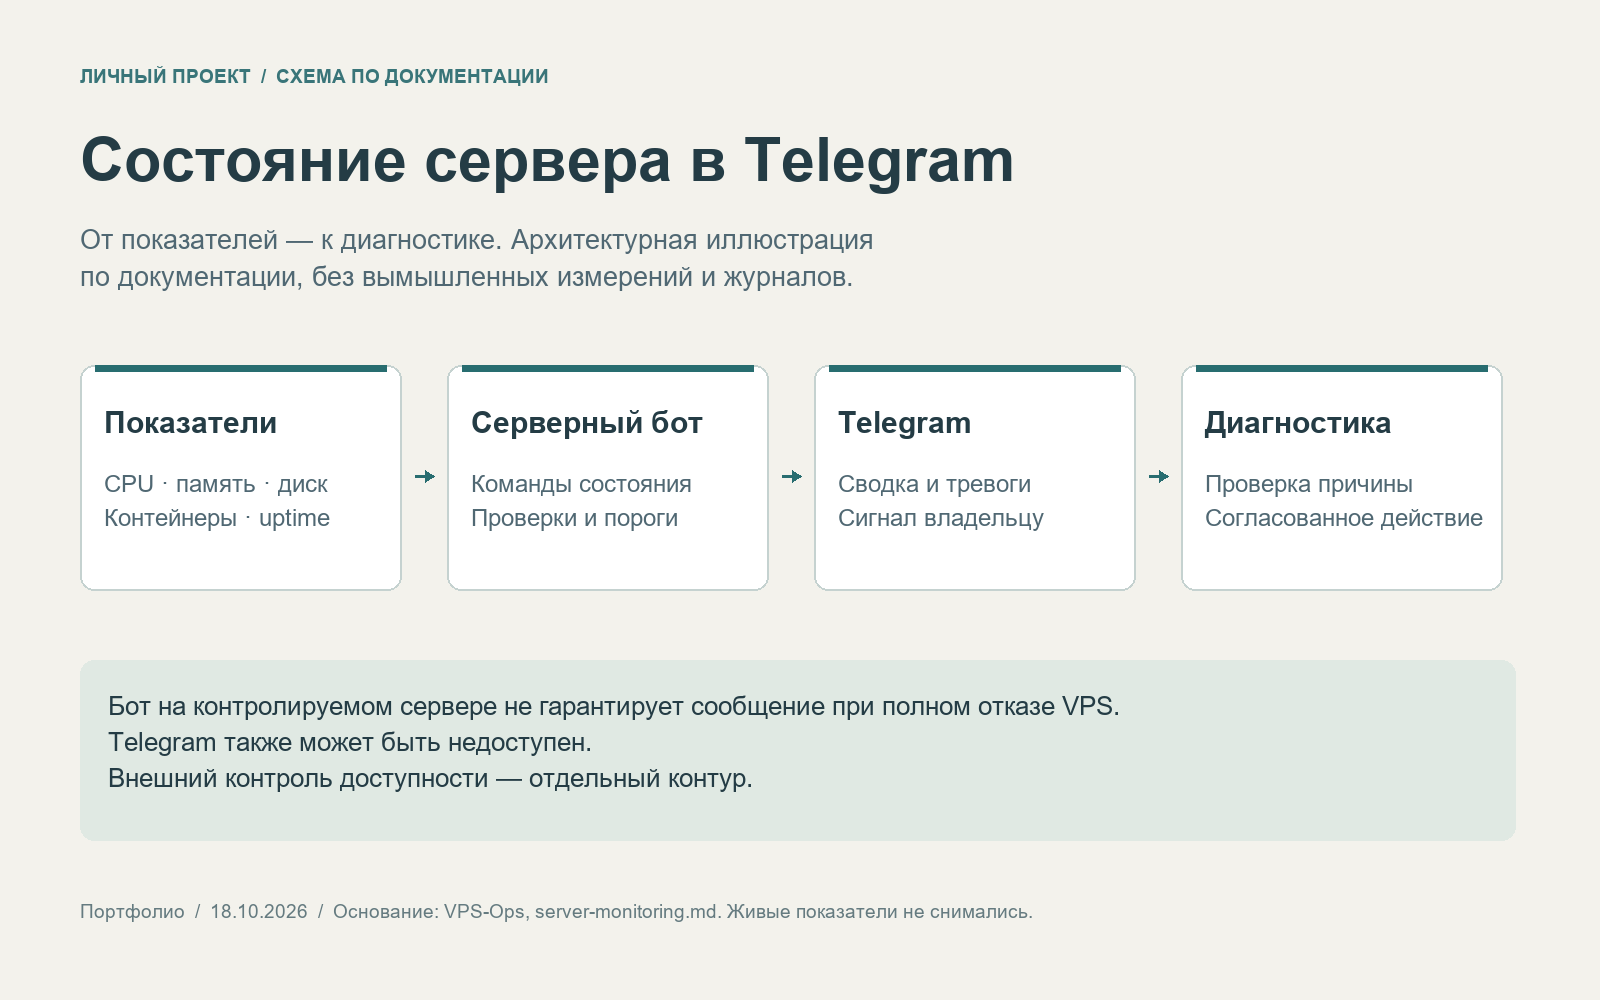 ЛИЧНЫЙ ПРОЕКТ / СХЕМА ПО ДОКУМЕНТАЦИИ
Состояние сервера в Telegram
От показателей — к диагностике. Архитектурная иллюстрация
по документации, без вымышленных измерений и журналов.
Показатели
CPU · память · диск
Контейнеры · uptime
Серверный бот
Команды состояния
Проверки и пороги
Telegram
Сводка и тревоги
Сигнал владельцу
Диагностика
Проверка причины
Согласованное действие
Бот на контролируемом сервере не гарантирует сообщение при полном отказе VPS.
Telegram также может быть недоступен.
Внешний контроль доступности — отдельный контур.
Портфолио / 18.10.2026 / Основание: VPS-Ops, server-monitoring.md. Живые показатели не снимались.